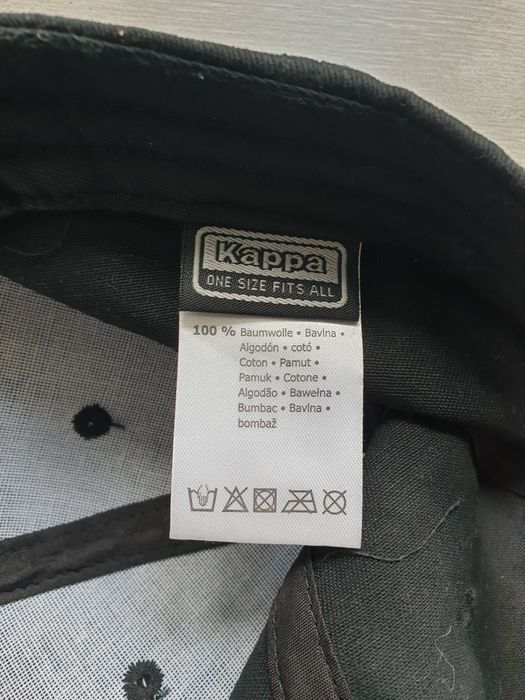 Kappa
ONE SIZE FITS ALL
100 % Baumwolle • Bavlna •
Algodón • cotó •
Coton • Pamut •
Pamuk • Cotone •
Algodão • Bawełna •
Bumbac • Bavlna •
bombaž